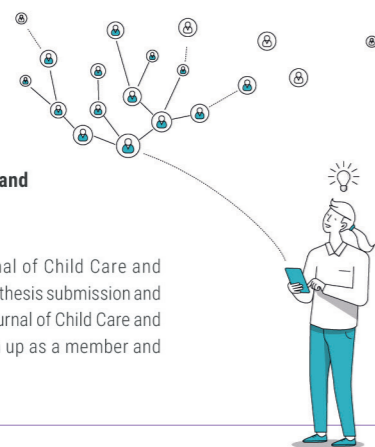 and
nal of Child Care and
thesis submission and
urnal of Child Care and
up as a member and